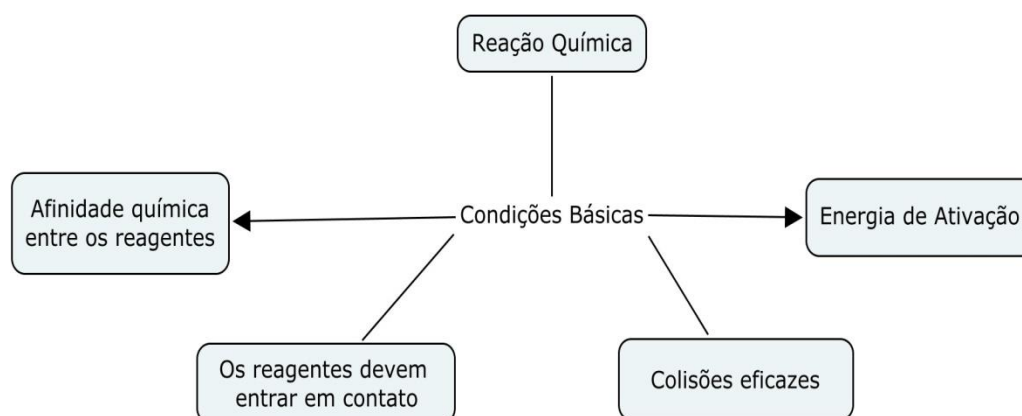 Reação Química
Afinidade química
entre os reagentes
Condições Básicas
Energia de Ativação
Os reagentes devem
entrar em contato
Colisões eficazes